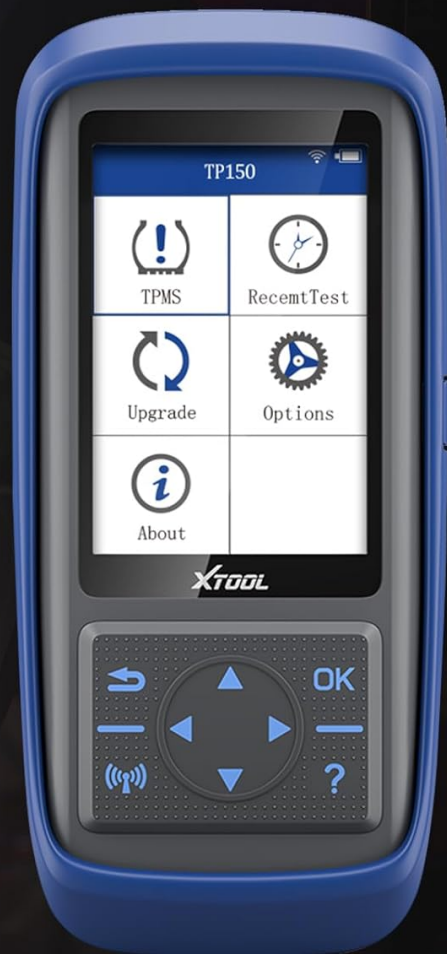 TP150
TPMS
RecemtTest
Upgrade
Options
About
XTOOL
OK
?